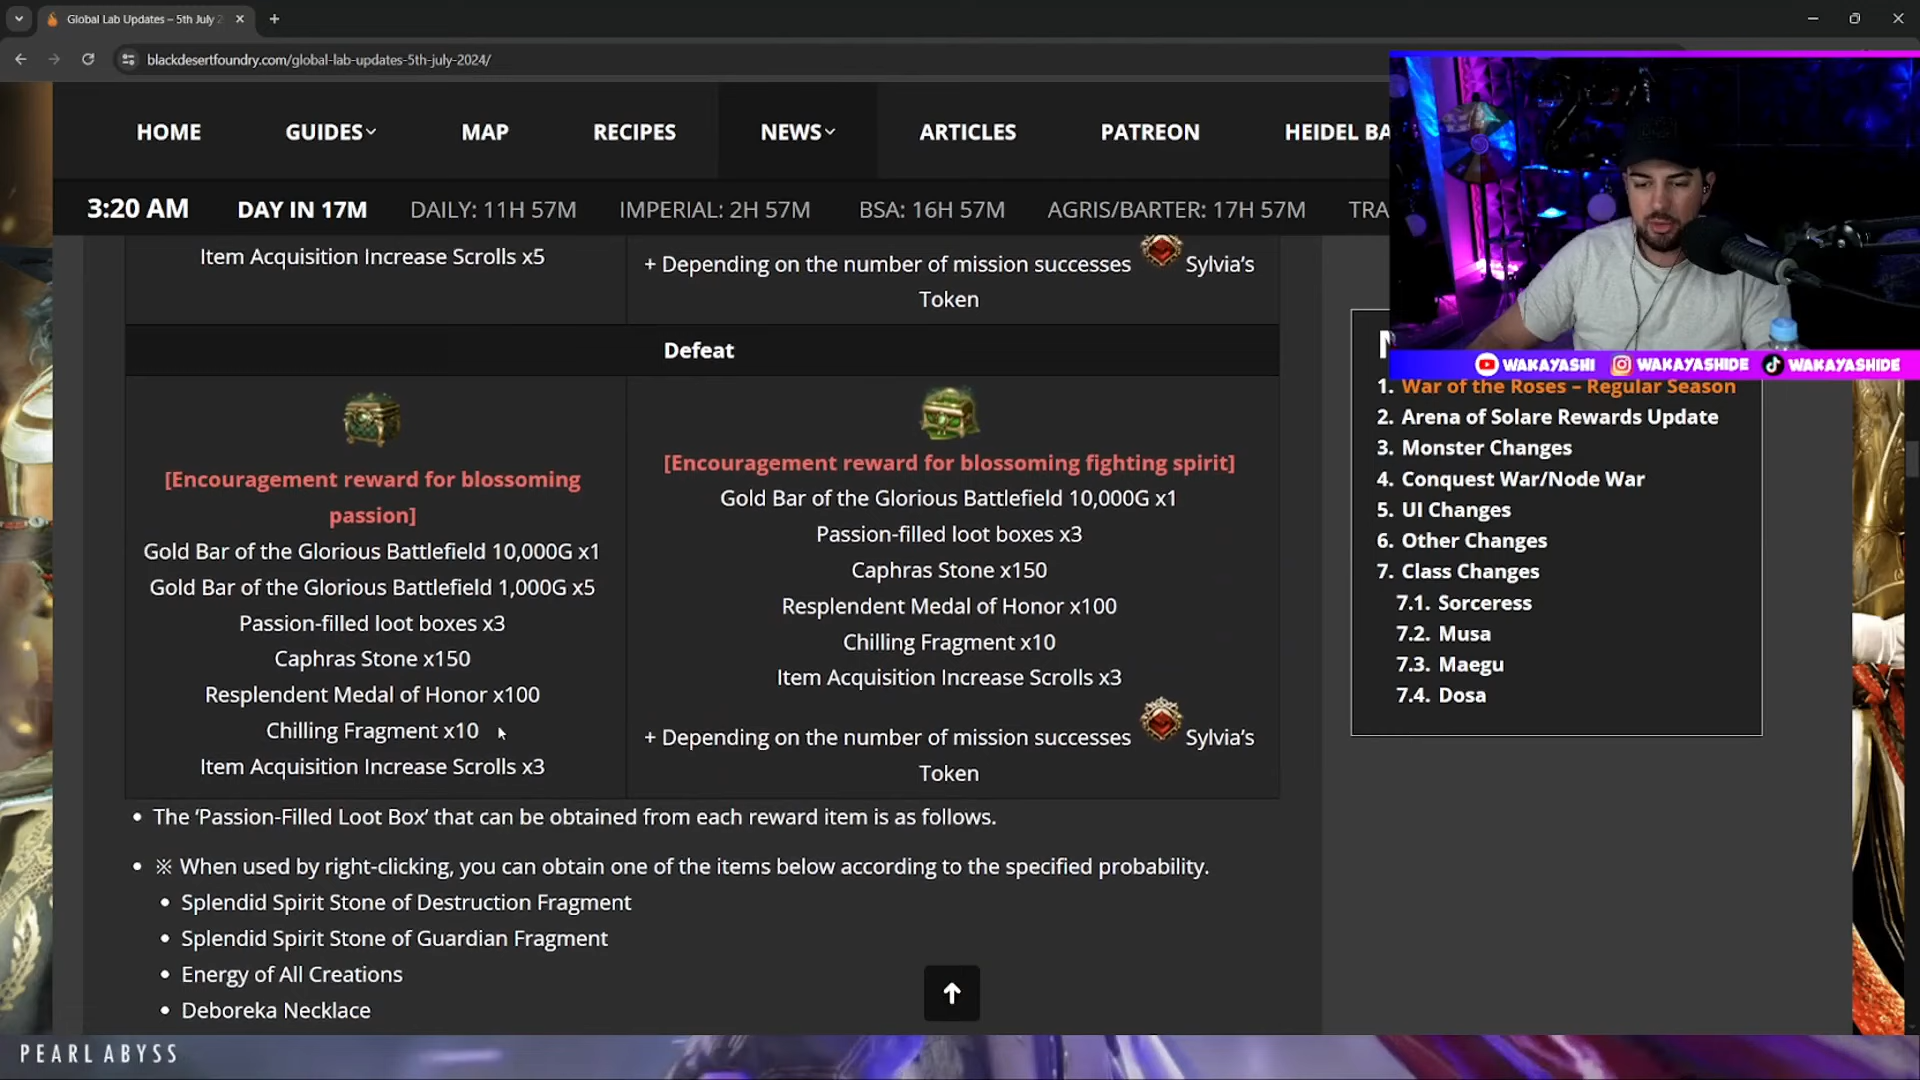 Global Lab Updates – 5th July 2
blackdesertfoundry.com/global-lab-updates-5th-july-2024/
HOME GUIDES MAP RECIPES NEWS ARTICLES PATREON HEIDEL BA
3:20 AM DAY IN 17M DAILY: 11H 57M IMPERIAL: 2H 57M BSA: 16H 57M AGRIS/BARTER: 17H 57M TRA
Item Acquisition Increase Scrolls x5
+ Depending on the number of mission successes Sylvia's
Token
Defeat
[Encouragement reward for blossoming
passion]
Gold Bar of the Glorious Battlefield 10,000G x1
Gold Bar of the Glorious Battlefield 1,000G x5
Passion-filled loot boxes x3
Caphras Stone x150
Resplendent Medal of Honor x100
Chilling Fragment x10
Item Acquisition Increase Scrolls x3
[Encouragement reward for blossoming fighting spirit]
Gold Bar of the Glorious Battlefield 10,000G x1
Passion-filled loot boxes x3
Caphras Stone x150
Resplendent Medal of Honor x100
Chilling Fragment x10
Item Acquisition Increase Scrolls x3
+ Depending on the number of mission successes Sylvia's
Token
• The 'Passion-Filled Loot Box' that can be obtained from each reward item is as follows.
• ※ When used by right-clicking, you can obtain one of the items below according to the specified probability.
• Splendid Spirit Stone of Destruction Fragment
• Splendid Spirit Stone of Guardian Fragment
• Energy of All Creations
• Deboreka Necklace
WAKAYASHI WAKAYASHIDE WAKAYASHIDE
1. War of the Roses – Regular Season
2. Arena of Solare Rewards Update
3. Monster Changes
4. Conquest War/Node War
5. UI Changes
6. Other Changes
7. Class Changes
7.1. Sorceress
7.2. Musa
7.3. Maegu
7.4. Dosa
PEARL ABYSS